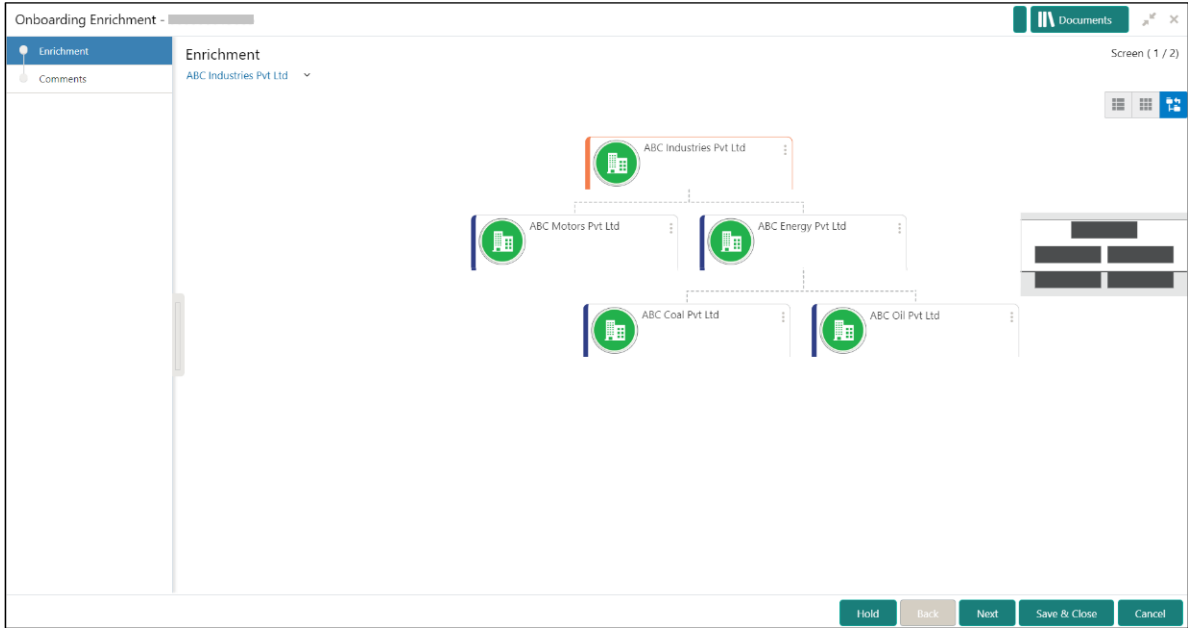 Onboarding Enrichment -
Documents
Enrichment
Comments
Enrichment
ABC Industries Pvt Ltd
Screen ( 1 / 2)
ABC Industries Pvt Ltd
ABC Motors Pvt Ltd
ABC Energy Pvt Ltd
ABC Coal Pvt Ltd
ABC Oil Pvt Ltd
Hold
Back
Next
Save & Close
Cancel